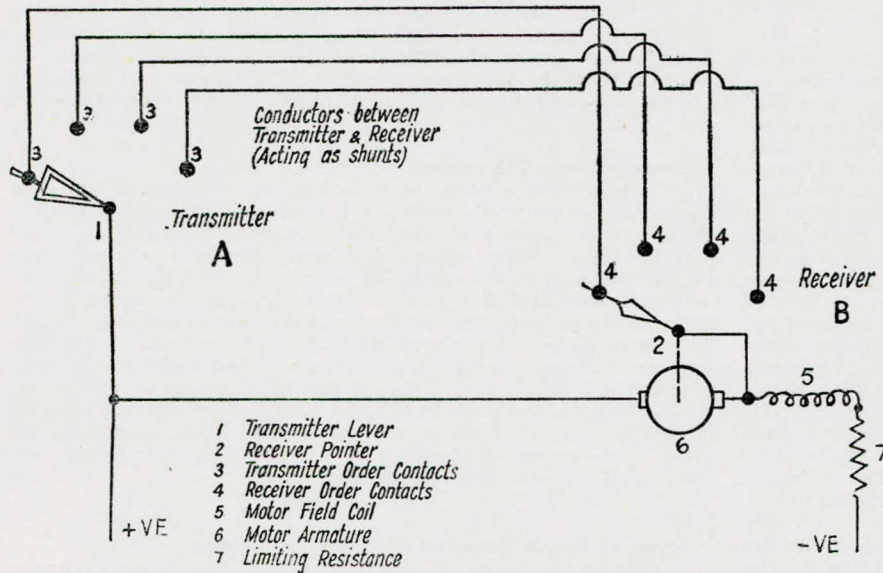 3
3
3
3
Conductors between
Transmitter & Receiver
(Acting as shunts)
1
Transmitter
A
4
4
4
4
Receiver
B
2
5
6
7
1 Transmitter Lever
2 Receiver Pointer
3 Transmitter Order Contacts
4 Receiver Order Contacts
5 Motor Field Coil
6 Motor Armature
7 Limiting Resistance
+VE
-VE